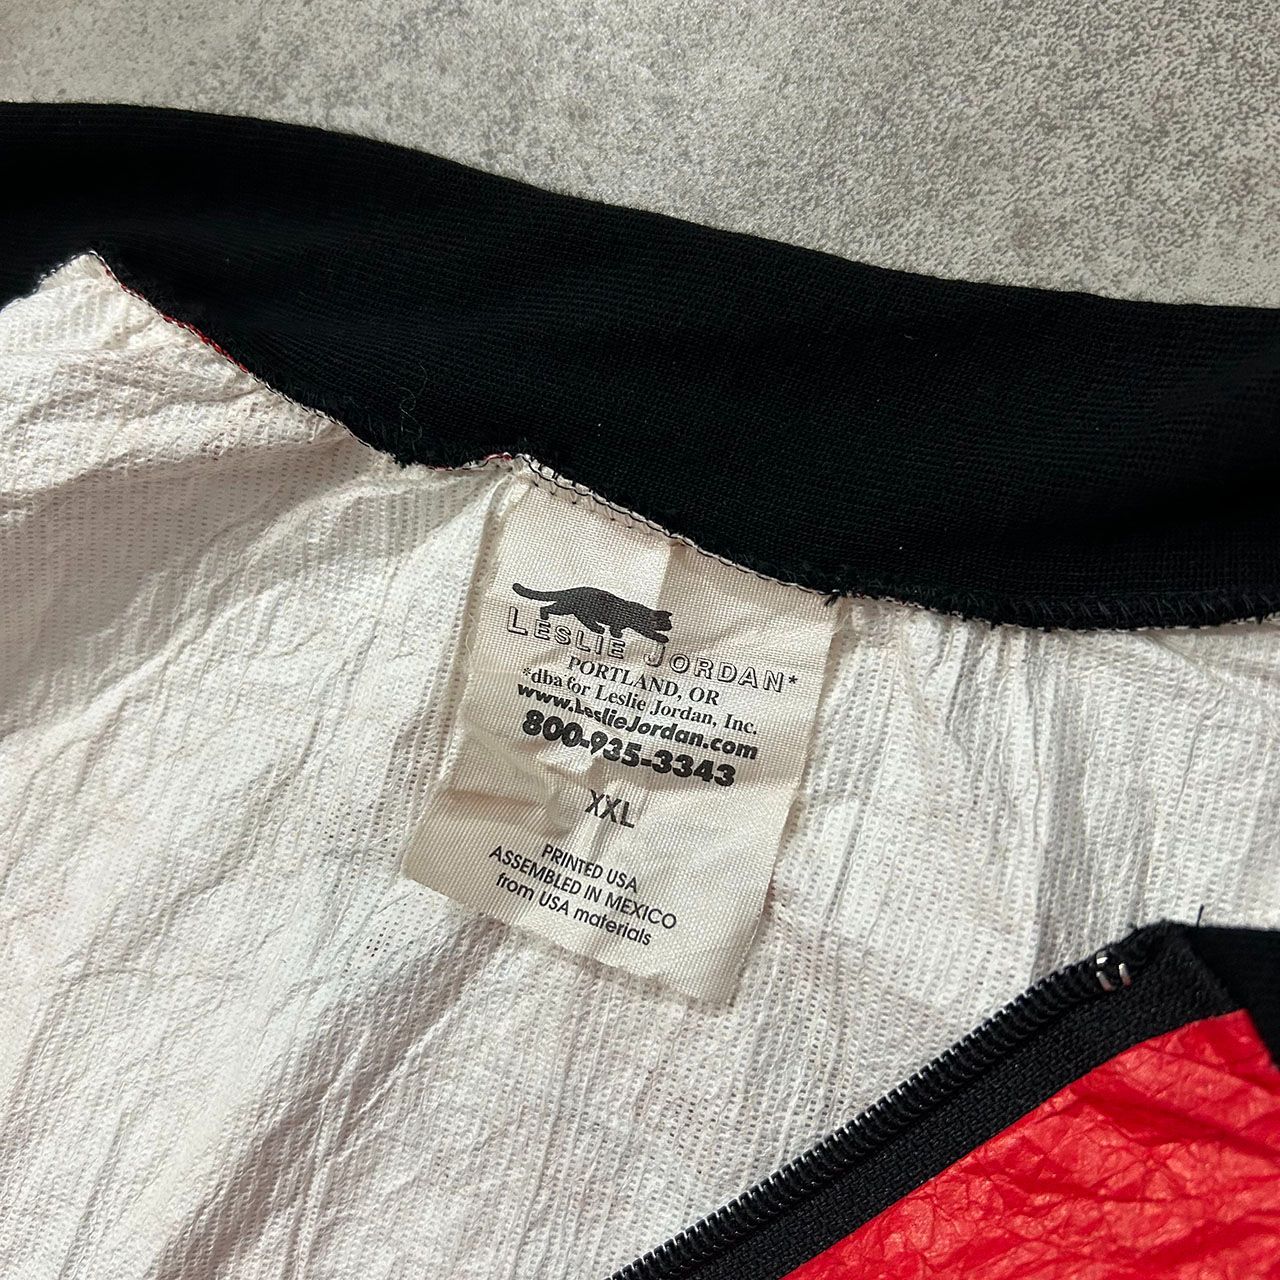 LESLIE JORDAN*
PORTLAND, OR
*dba for Leslie Jordan, Inc.
www.LeslieJordan.com
800-935-3343
XXL
PRINTED USA
ASSEMBLED IN MEXICO
from USA materials